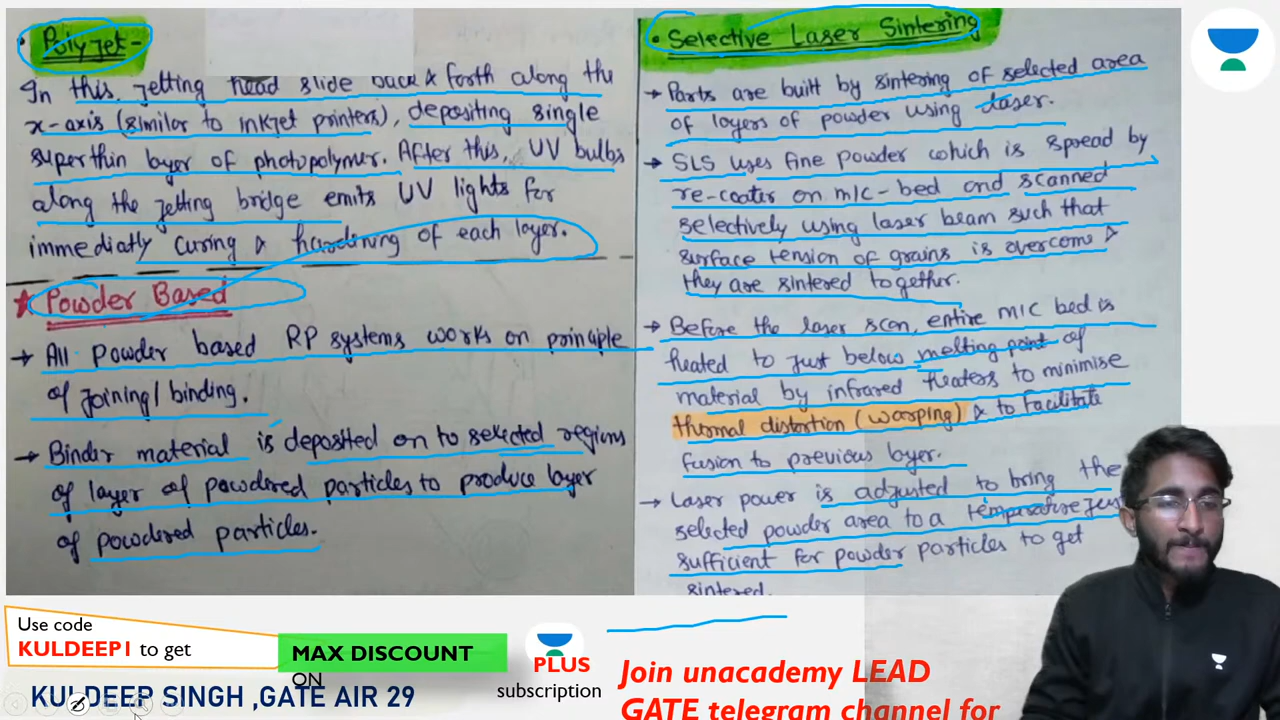 • Polyjet -
In this, jetting head slide back & forth along the
x-axis (similar to inkjet printers), depositing single
super thin layer of photopolymer. After this, UV bulbs
along the jetting bridge emits UV lights for
immediatly curing & hardining of each layer.
★ Powder Based
→ All powder based RP systems works on principle
of joining/binding.
→ Binder material is deposited on to selected regions
of layer of powdered particles to produce layer
of powdered particles.
• Selective Laser Sintering
→ Parts are built by sintering of selected area
of layers of powder using laser.
→ SLS uses fine powder which is spread by
re-coater on m/c-bed and scanned
selectively using laser beam such that
surface tension of grains is overcome &
they are sintered together.
→ Before the laser scan, entire m/c bed is
heated to just below melting point of
material by infrared heaters to minimise
thermal distortion (warping) & to facilitate
fusion to previous layer.
→ Laser power is adjusted to bring the
selected powder area to a temperature jus
sufficient for powder particles to get
sintered.
Use code
KULDEEP1 to get
MAX DISCOUNT
ON
KULDEEP SINGH ,GATE AIR 29
PLUS
subscription
Join unacademy LEAD
GATE telegram channel for